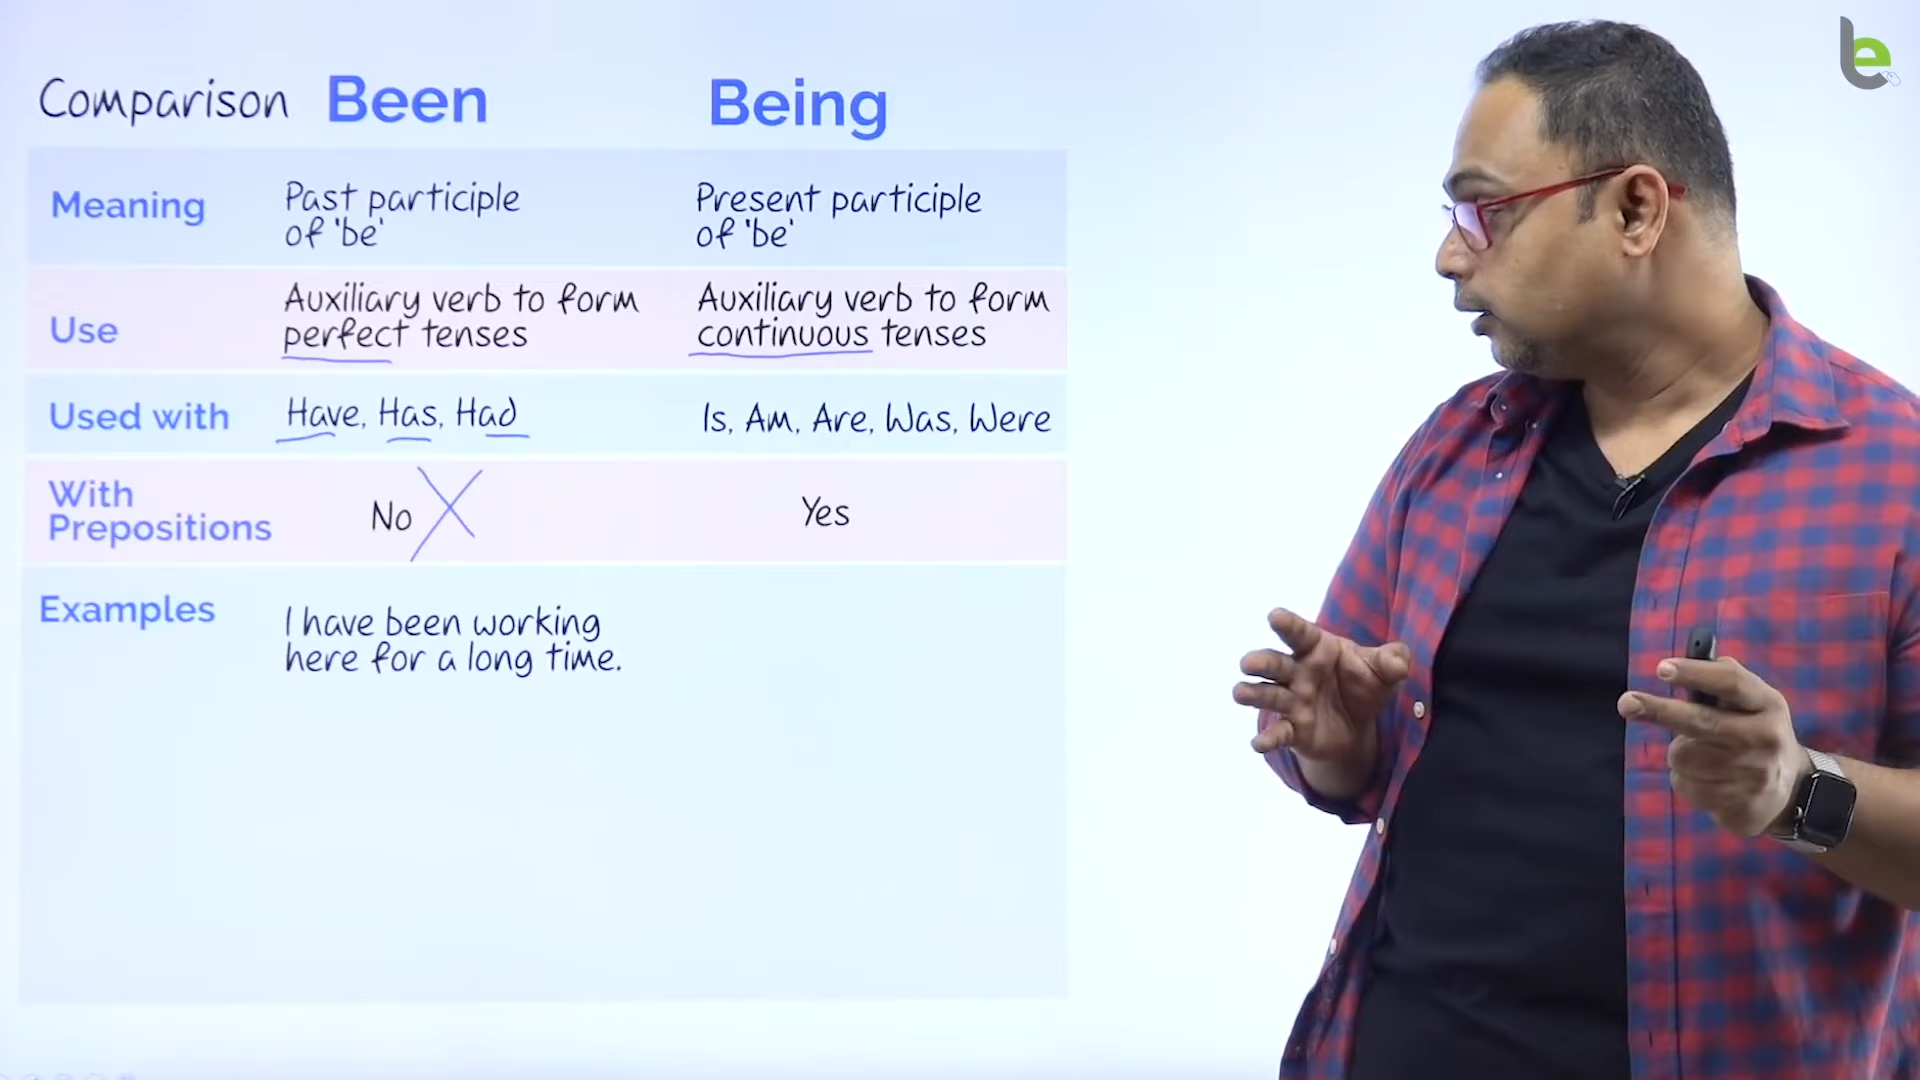 Comparison Been Being
Meaning Past participle of 'be' Present participle of 'be'
Use Auxiliary verb to form perfect tenses Auxiliary verb to form continuous tenses
Used with Have, Has, Had Is, Am, Are, Was, Were
With Prepositions No Yes
Examples I have been working here for a long time.
be